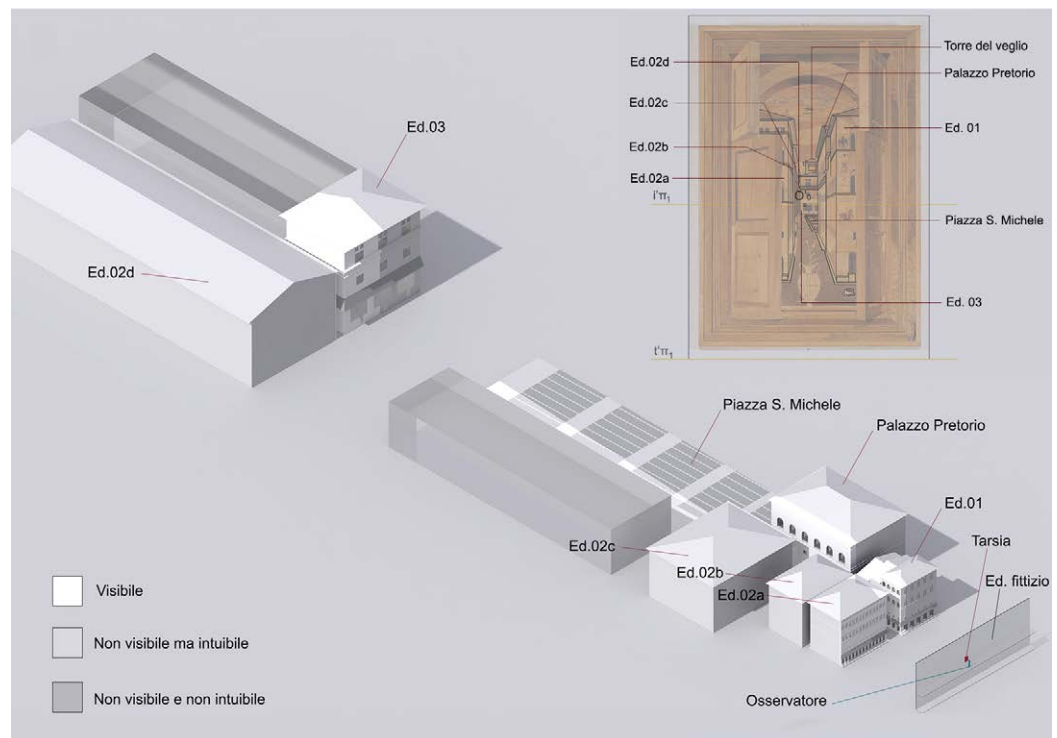 Ed.03
Ed.02d
Torre del veglio
Ed.02d
Palazzo Pretorio
Ed.02c
Ed. 01
Ed.02b
Ed.02a
i'π1
Piazza S. Michele
Ed. 03
t'π1
Piazza S. Michele
Palazzo Pretorio
Ed.01
Tarsia
Ed. fittizio
Ed.02c
Ed.02b
Ed.02a
Osservatore
Visibile
Non visibile ma intuibile
Non visibile e non intuibile